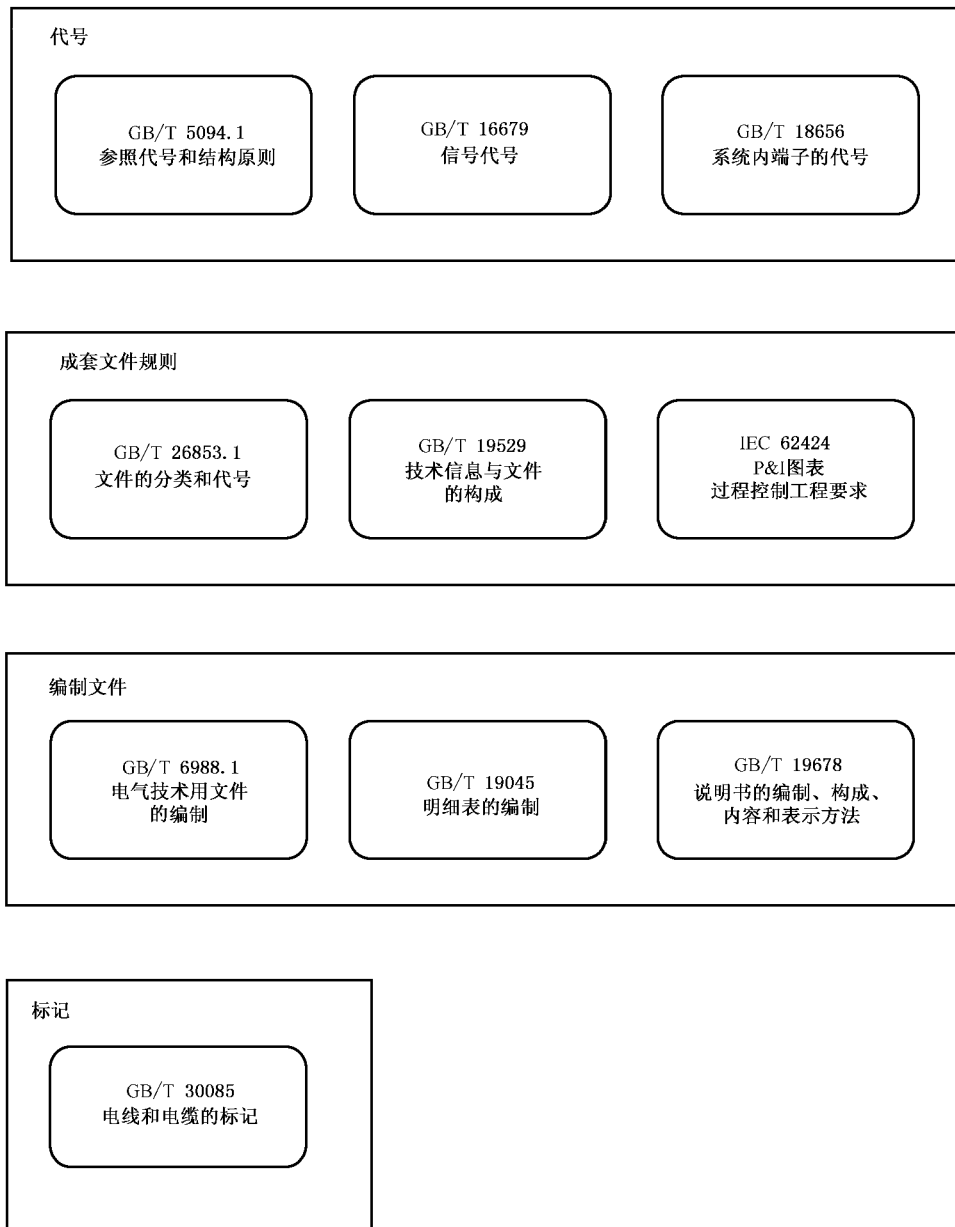 代号
GB/T 5094.1
参照代号和结构原则
GB/T 16679
信号代号
GB/T 18656
系统内端子的代号
成套文件规则
GB/T 26853.1
文件的分类和代号
GB/T 19529
技术信息与文件
的构成
IEC 62424
P&I图表
过程控制工程要求
编制文件
GB/T 6988.1
电气技术用文件
的编制
GB/T 19045
明细表的编制
GB/T 19678
说明书的编制、构成、
内容和表示方法
标记
GB/T 30085
电线和电缆的标记